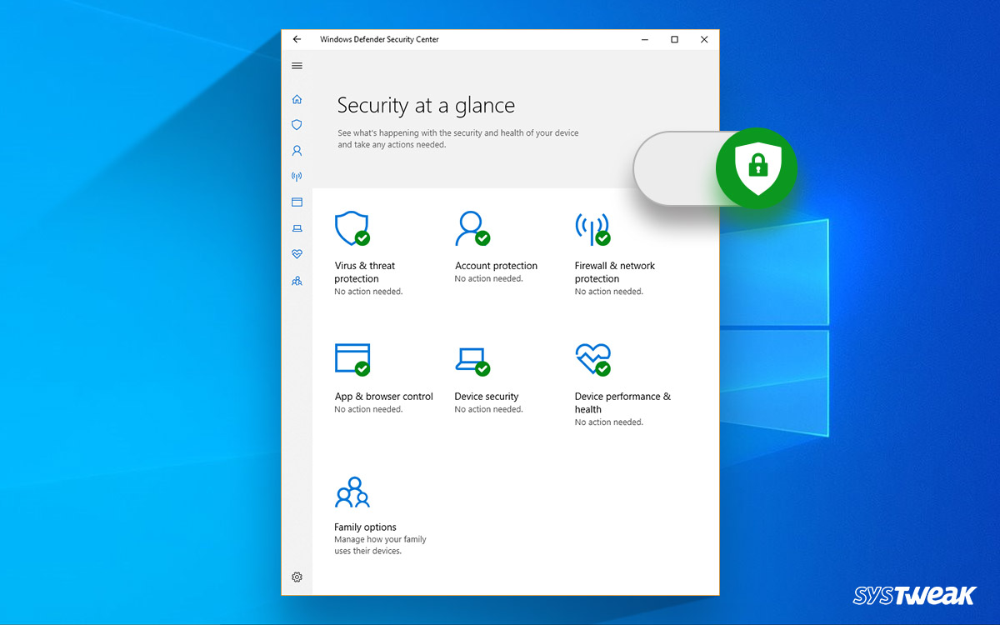 Windows Defender Security Center
Security at a glance
See what's happening with the security and health of your device
and take any actions needed.
Virus & threat
protection
No action needed.
Account protection
No action needed.
Firewall & network
protection
No action needed.
App & browser control
No action needed.
Device security
No action needed.
Device performance &
health
No action needed.
Family options
Manage how your family
uses their devices.
SYSTweak